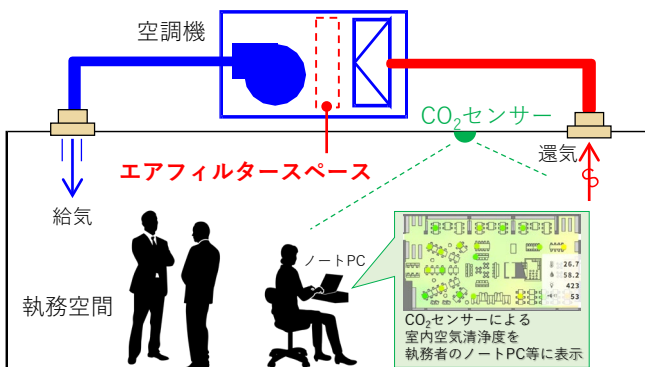 空調機
CO₂センサー
エアフィルタースペース
還気
給気
ノートPC
執務空間
26.7
58.2
423
53
CO₂センサーによる
室内空気清浄度を
執務者のノートPC等に表示